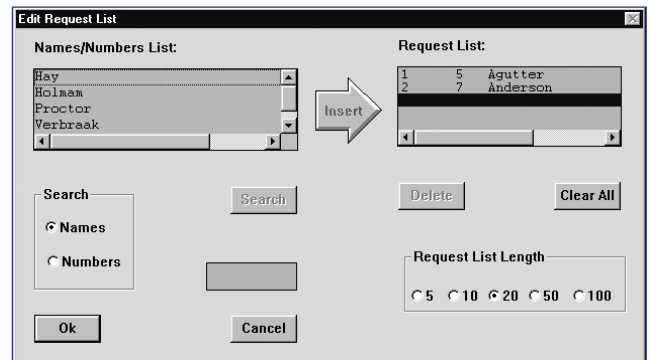 Edit Request List
Names/Numbers List:
Hay
Holmam
Proctor
Verbraak
Insert
Request List:
1 5 Agutter
2 7 Anderson
Search
Names
Numbers
Search
Delete
Clear All
Request List Length
5 10 20 50 100
Ok
Cancel